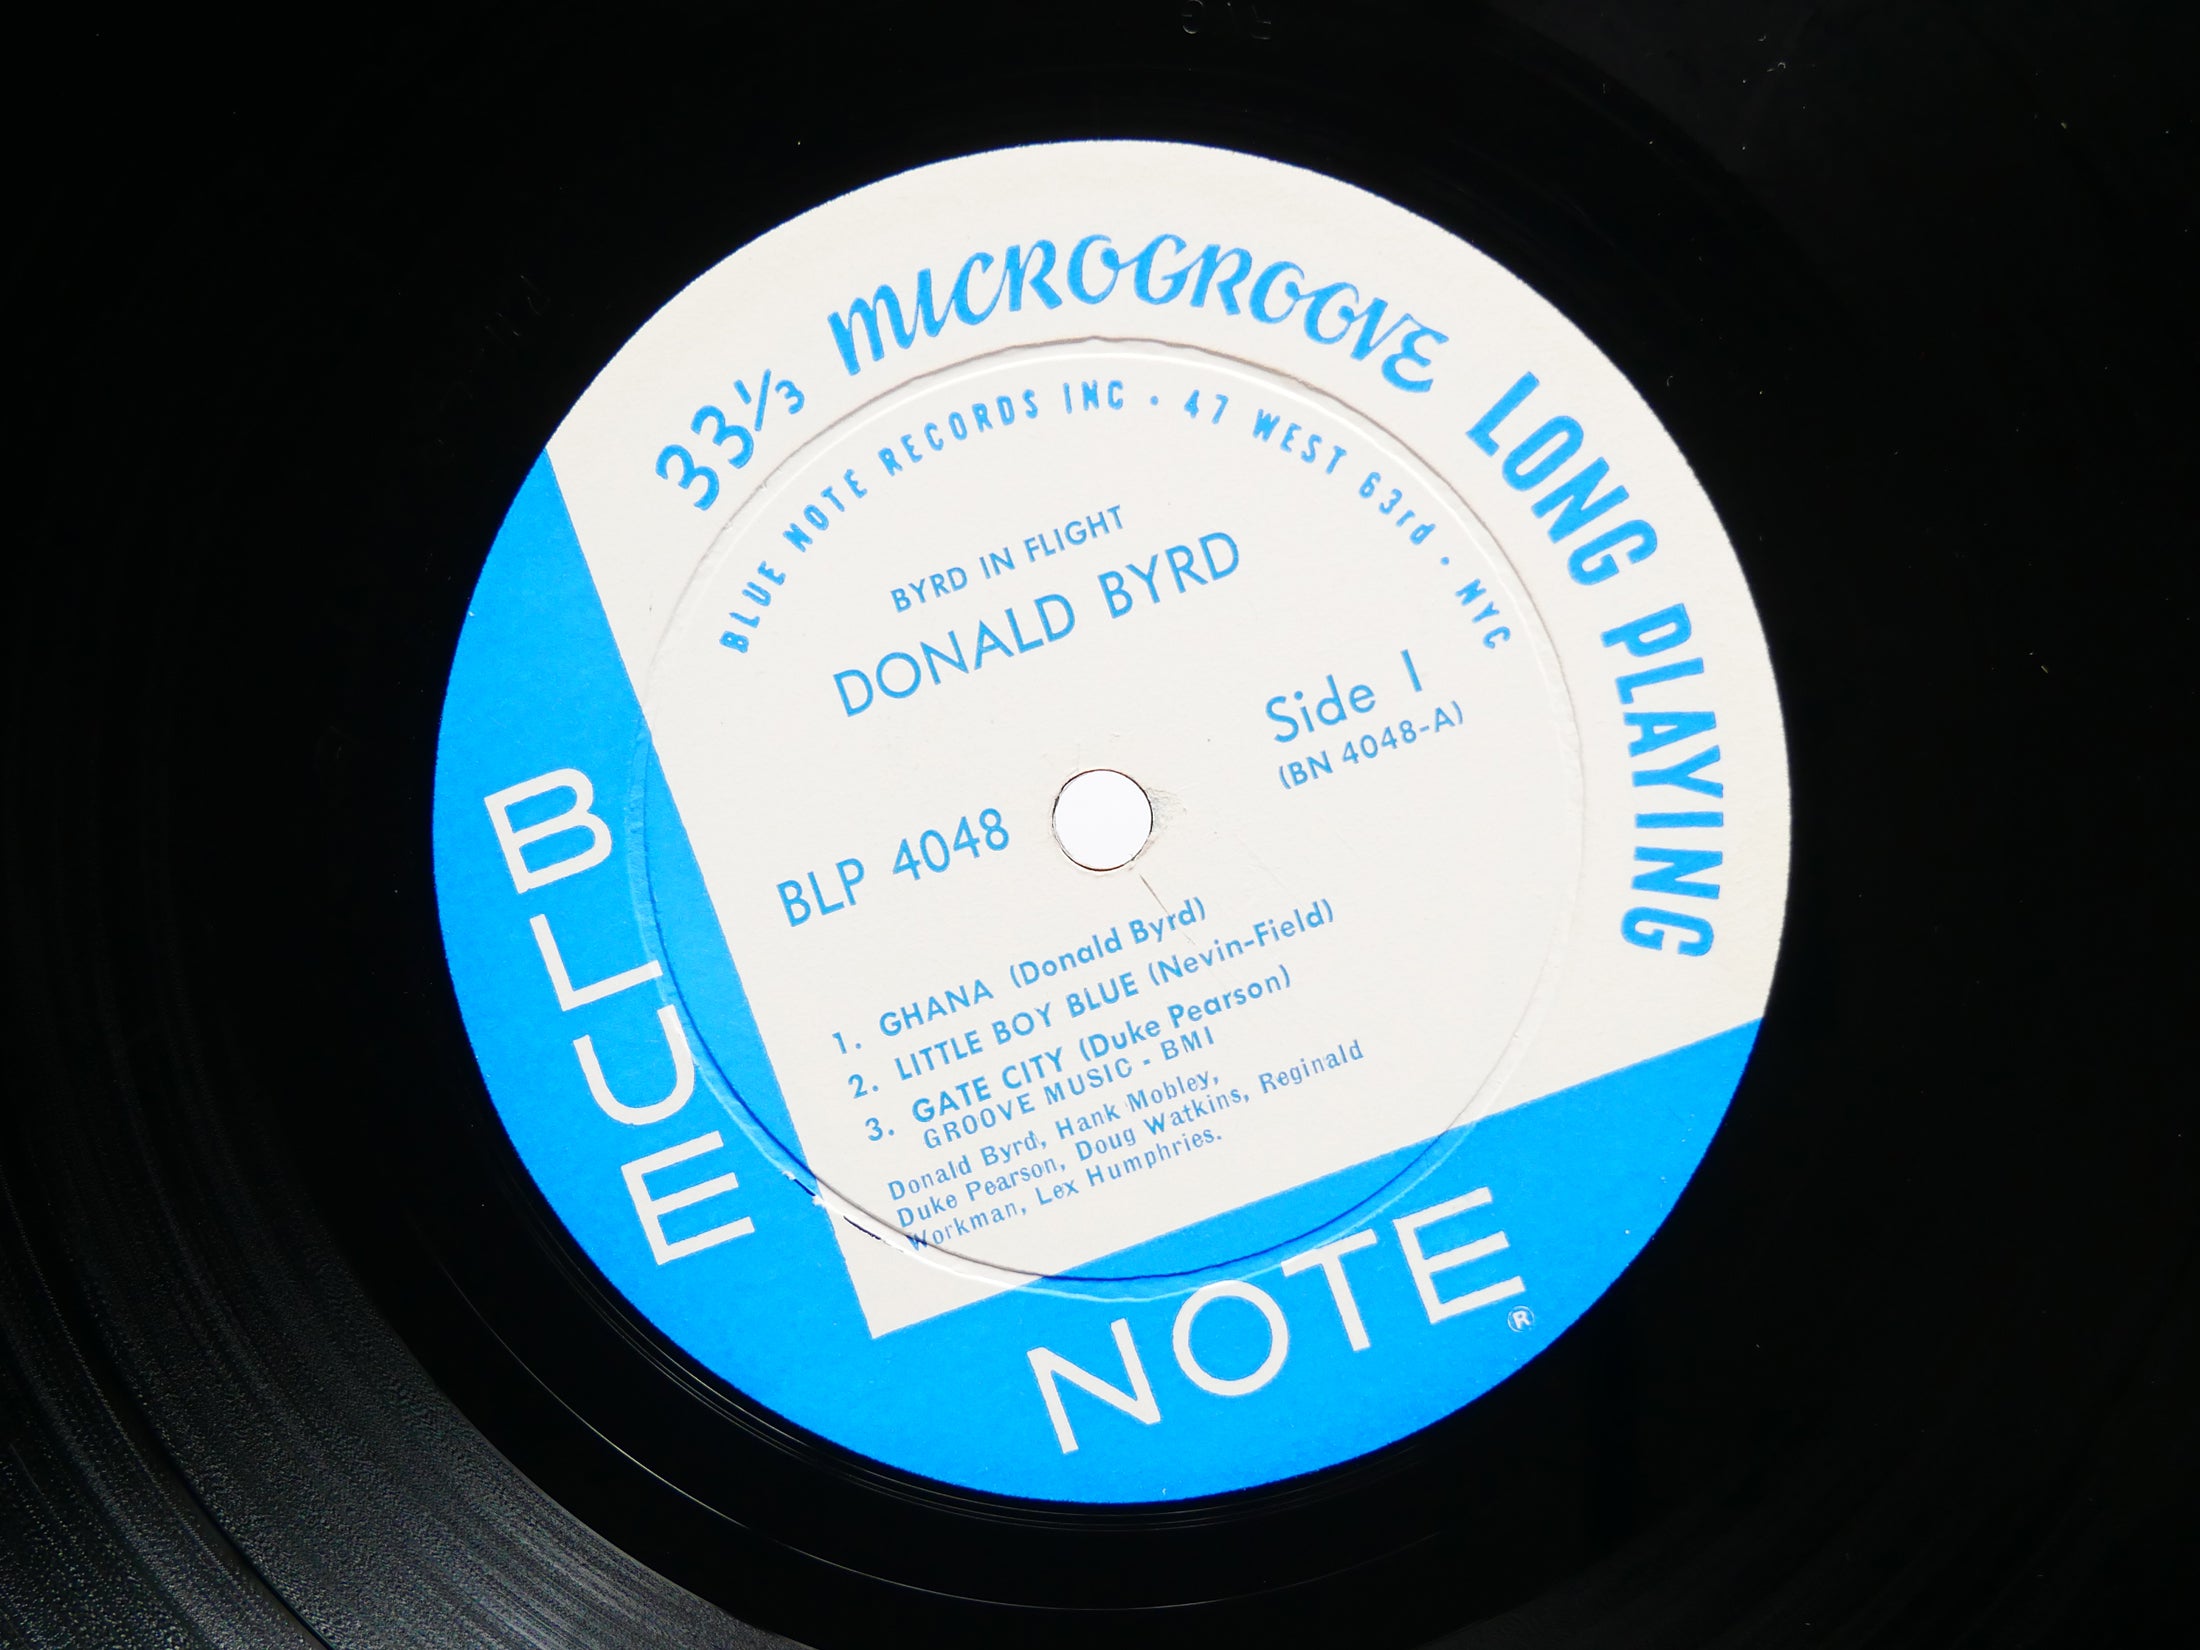 33⅓ MICROGROOVE LONG PLAYING
BLUE NOTE RECORDS INC · 47 WEST 63rd · NYC
BYRD IN FLIGHT
DONALD BYRD
Side 1
(BN 4048-A)
BLP 4048
1. GHANA (Donald Byrd)
2. LITTLE BOY BLUE (Nevin-Field)
3. GATE CITY (Duke Pearson)
GROOVE MUSIC - BMI
Donald Byrd, Hank Mobley,
Duke Pearson, Doug Watkins, Reginald
Workman, Lex Humphries.
BLUE
NOTE®